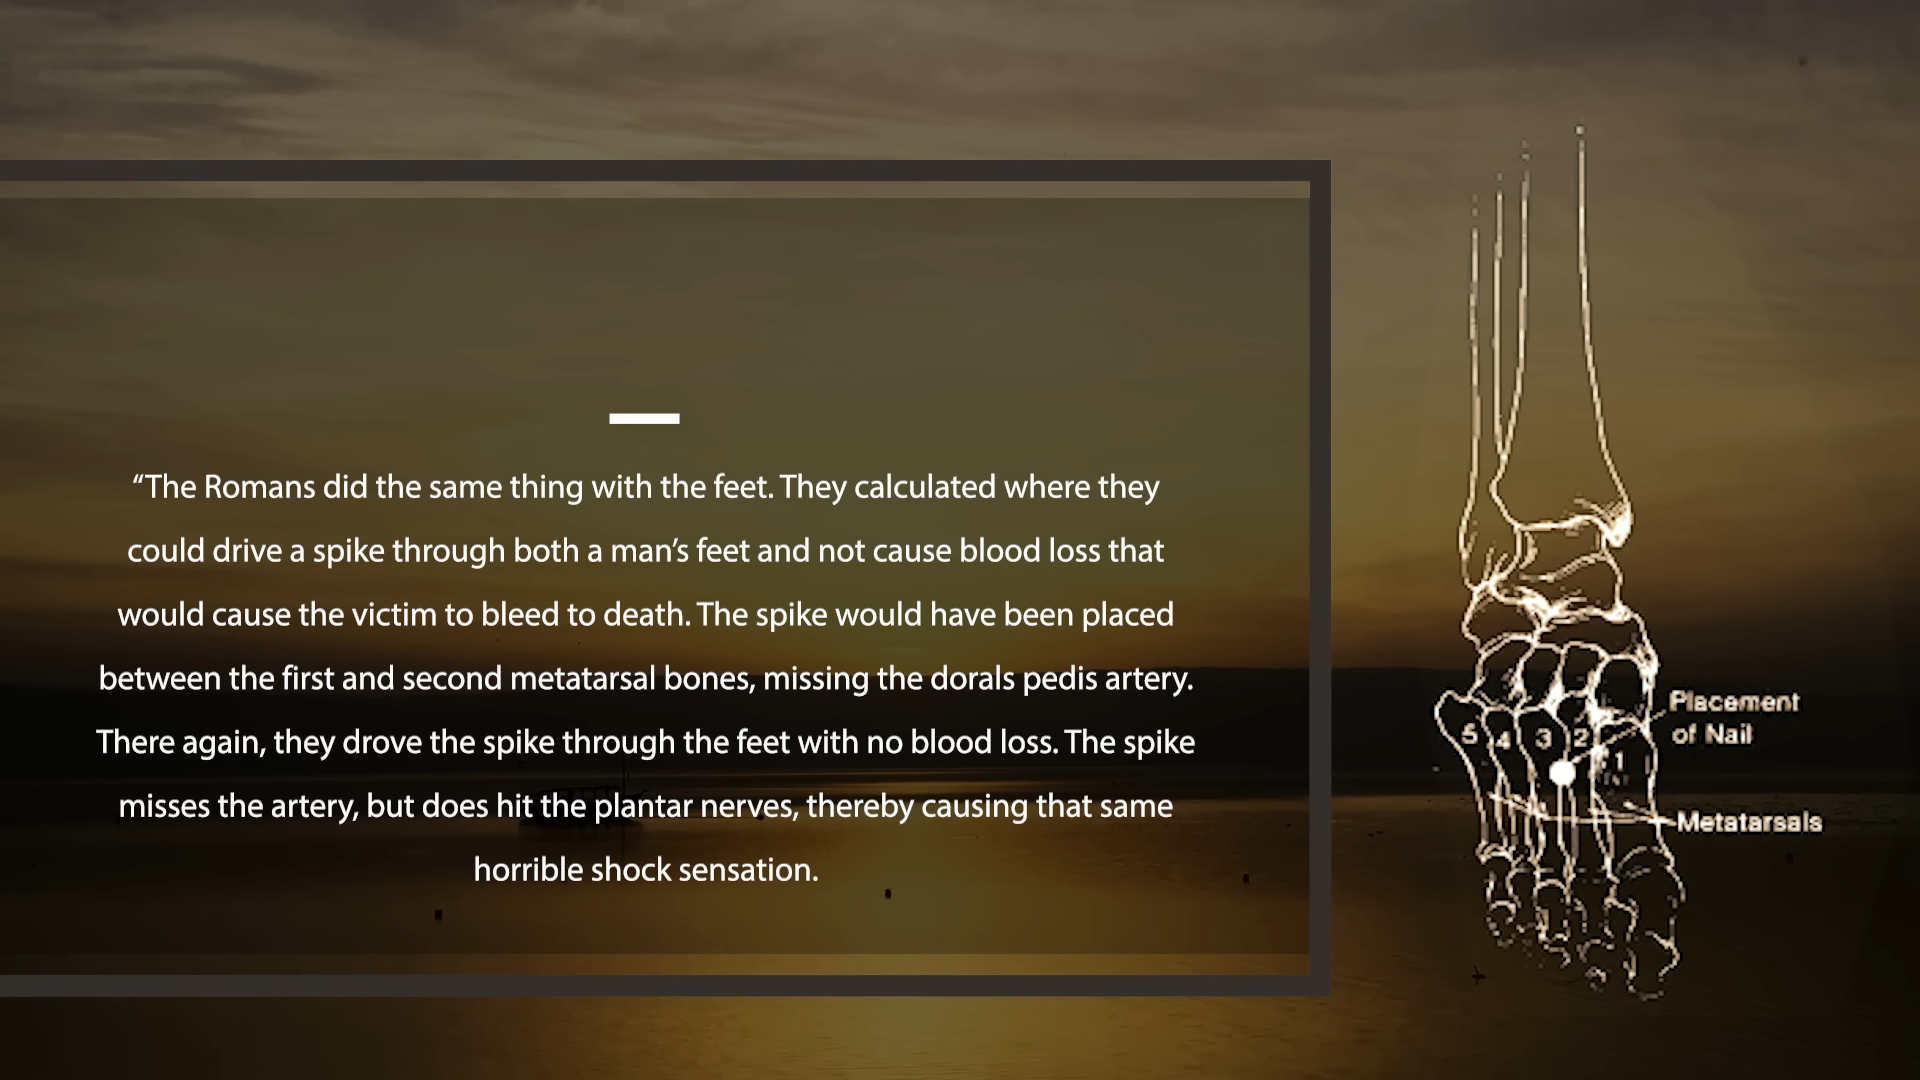 “The Romans did the same thing with the feet. They calculated where they
could drive a spike through both a man’s feet and not cause blood loss that
would cause the victim to bleed to death. The spike would have been placed
between the first and second metatarsal bones, missing the dorals pedis artery.
There again, they drove the spike through the feet with no blood loss. The spike
misses the artery, but does hit the plantar nerves, thereby causing that same
horrible shock sensation.
Placement
of Nail
5 4 3 2 1
Metatarsals